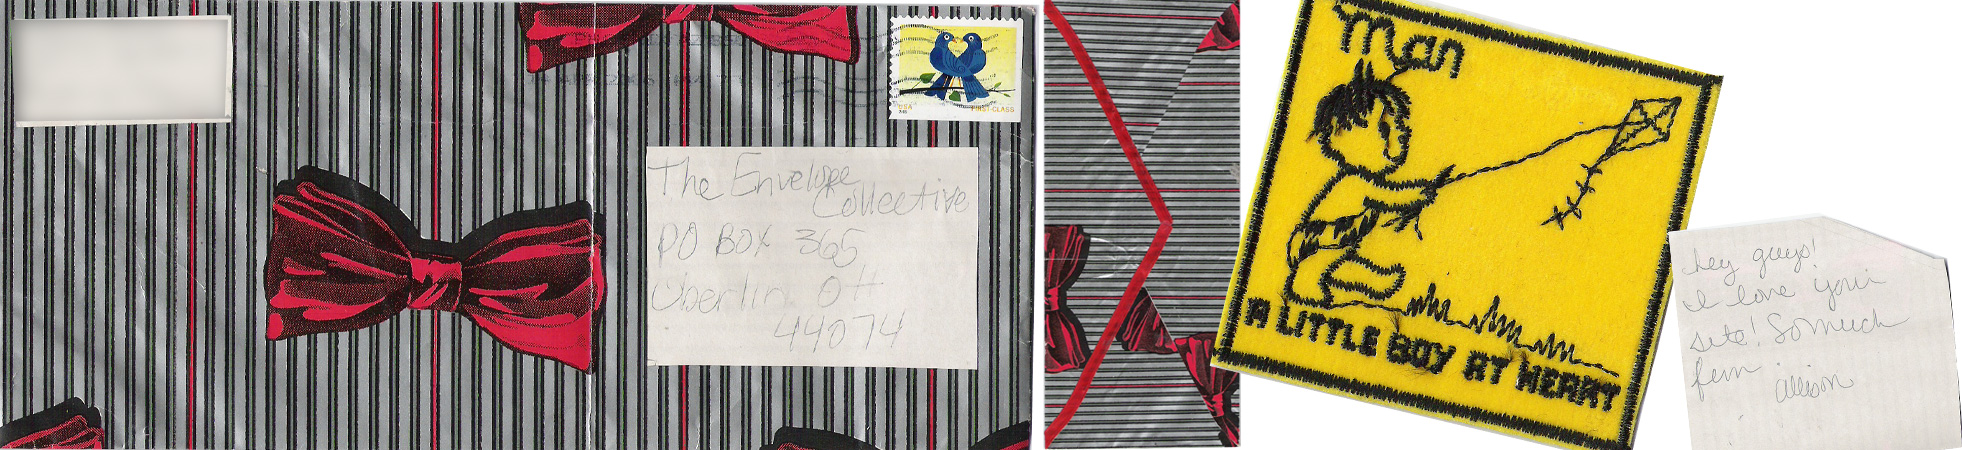 USA
FIRST-CLASS
The Envelope
Collective
PO BOX 365
Oberlin OH
44074
Man
A LITTLE BOY AT HEART
hey guys!
I love your
site! So much
fun
allison